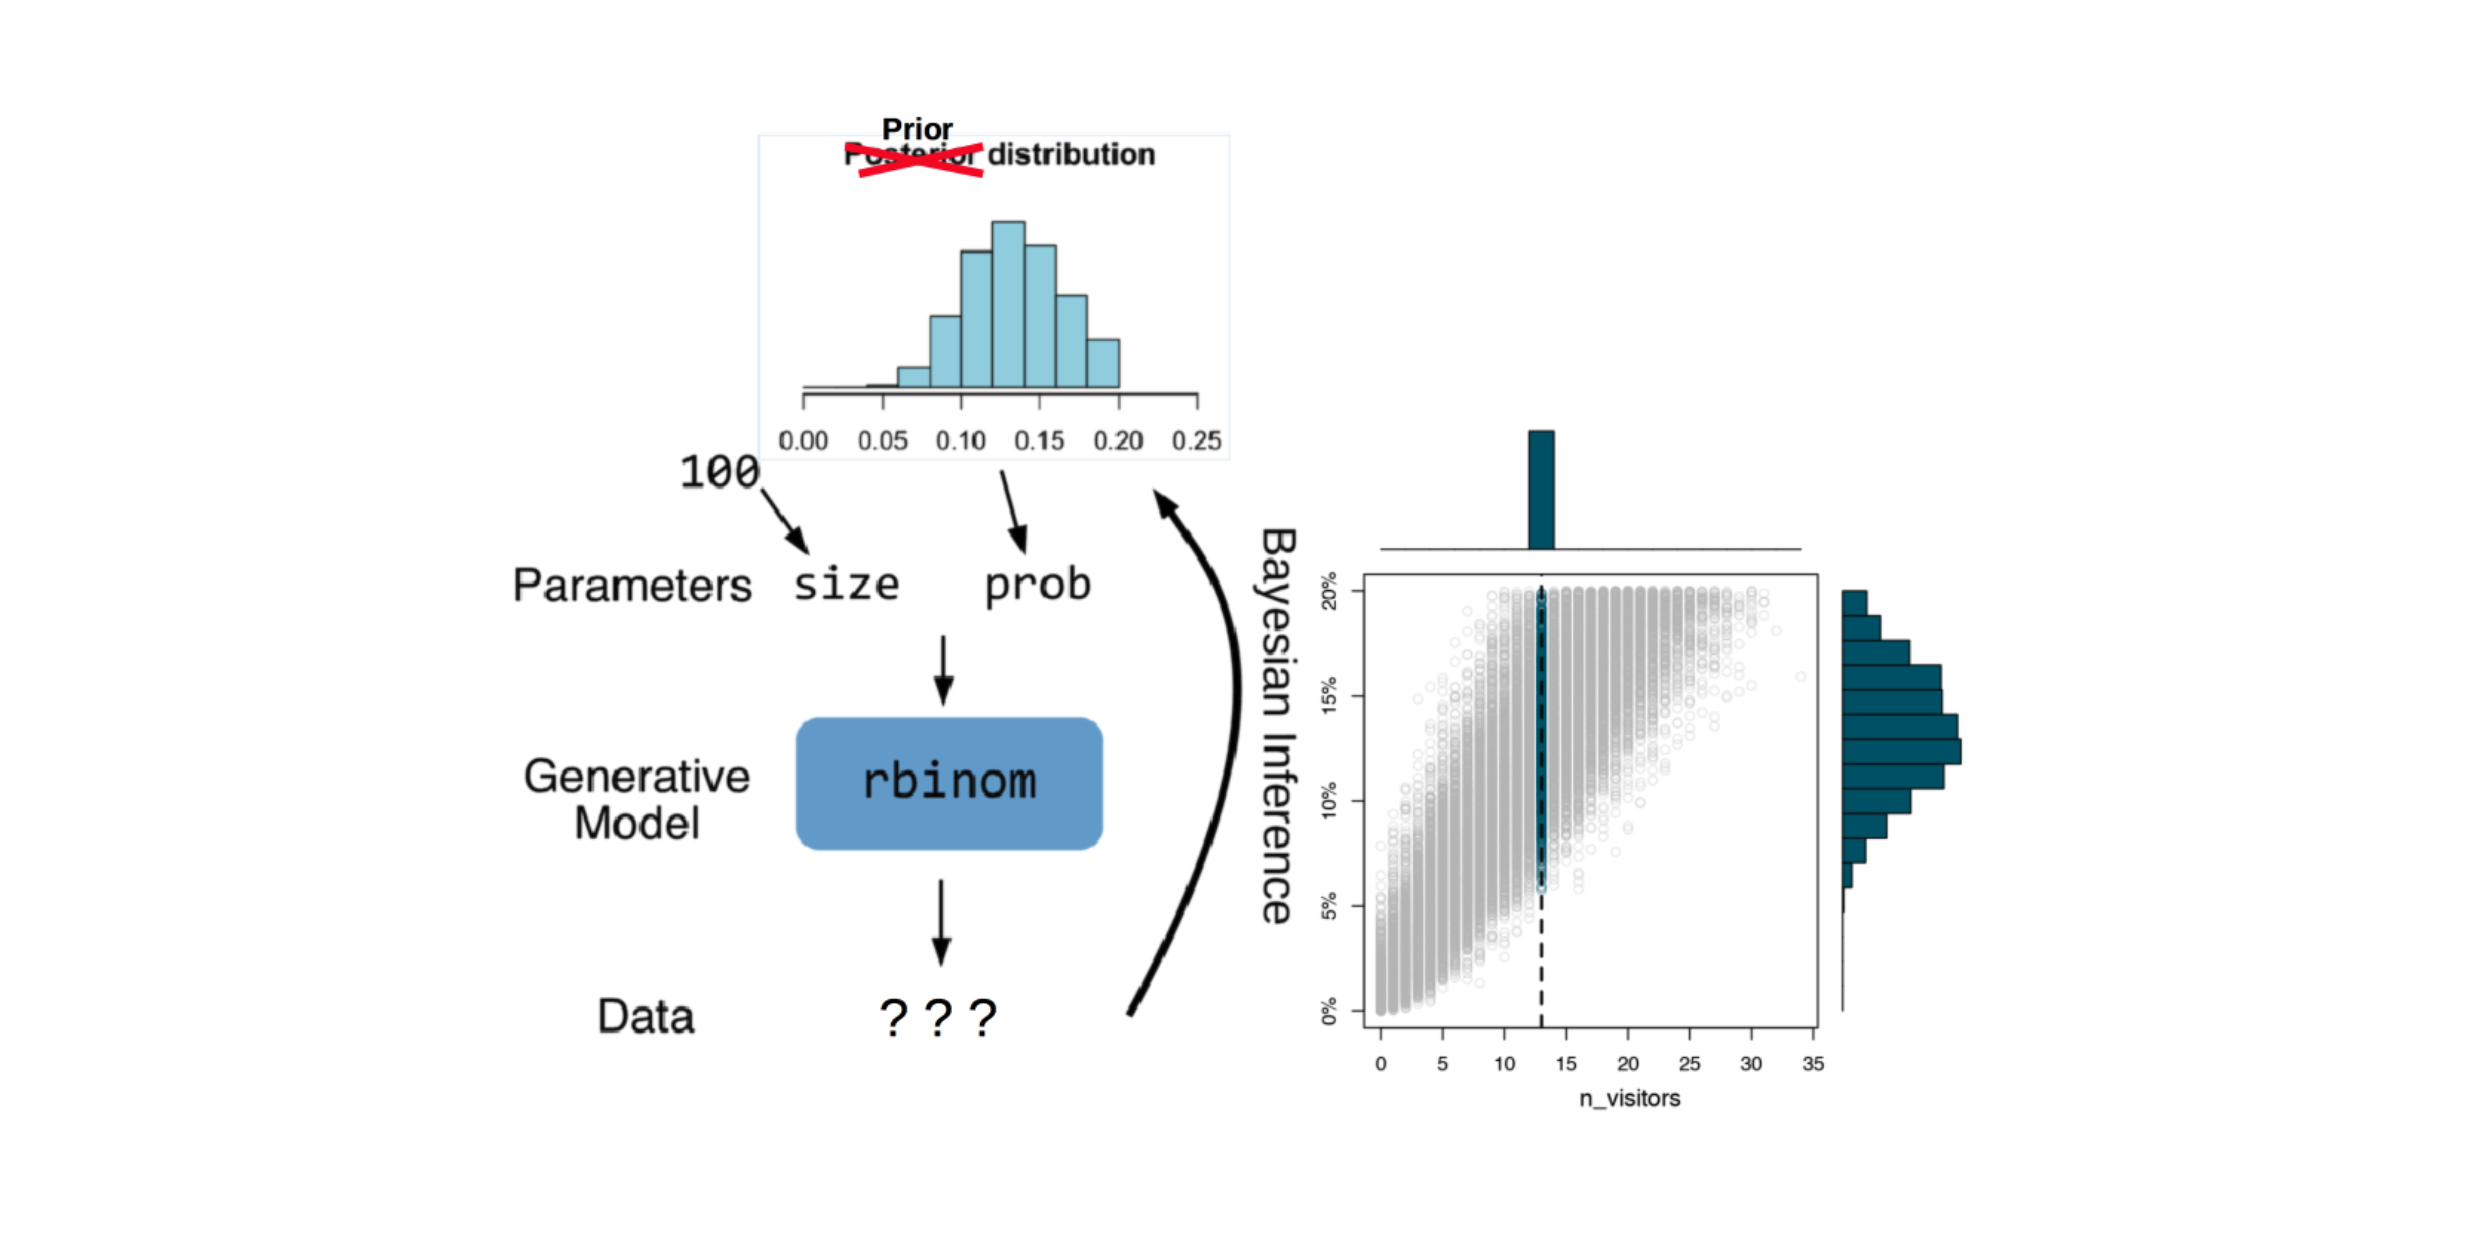 Prior
Posterior distribution
0.00 0.05 0.10 0.15 0.20 0.25
100
Parameters size prob
Generative
Model
rbinom
Data ? ? ?
Bayesian Inference
20%
15%
10%
5%
0%
0 5 10 15 20 25 30 35
n_visitors